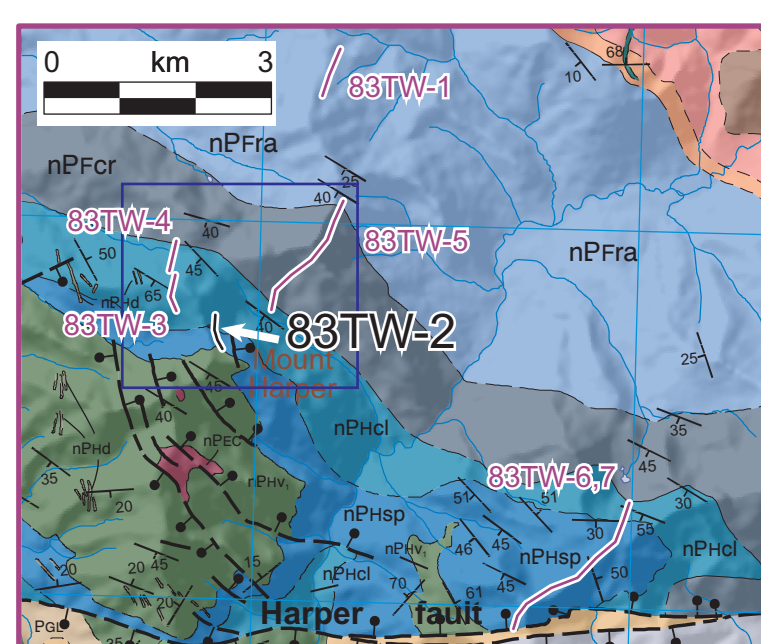 0 km 3
68
10
83TW-1
nPFra
nPFcr
25
40
83TW-4
40
83TW-5
nPFra
50
45
nPHd
65
83TW-3
40
83TW-2
Mount
Harper
25
45
40
nPHcl
35
nPHd
nPEC
45
83TW-6,7
35
nPHv1
51
51
30
20
nPHsp
30
55
nPHv1
46
45
nPHsp
nPHcl
20
20
45
15
nPHcl
70
50
20
61
45
PGL
Harper fault
25